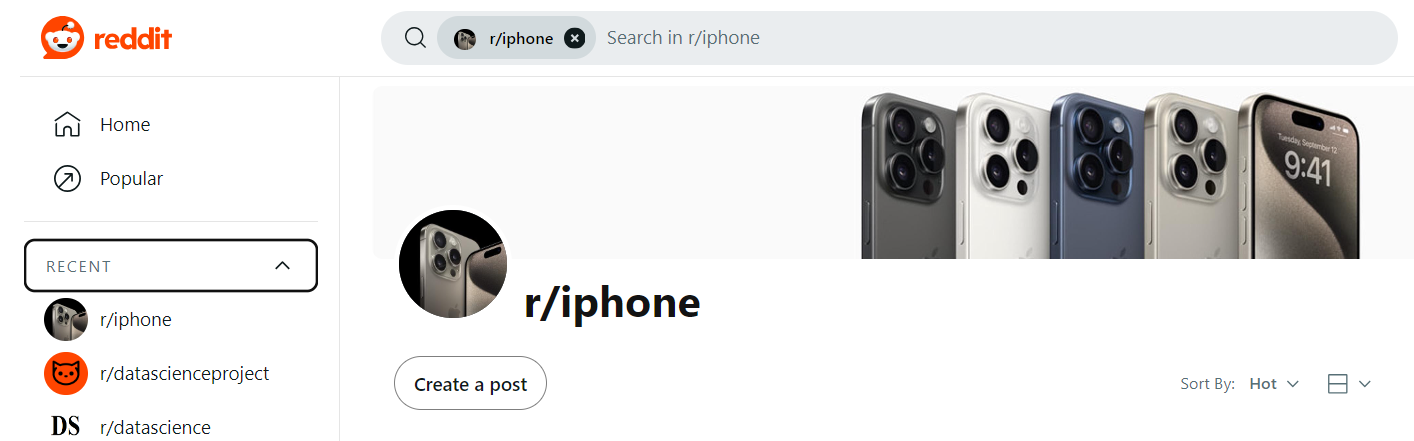 reddit
r/iphone
Search in r/iphone
Home
Popular
RECENT
r/iphone
r/datascienceproject
DS
r/datascience
Tuesday, September 12
9:41
r/iphone
Create a post
Sort By: Hot